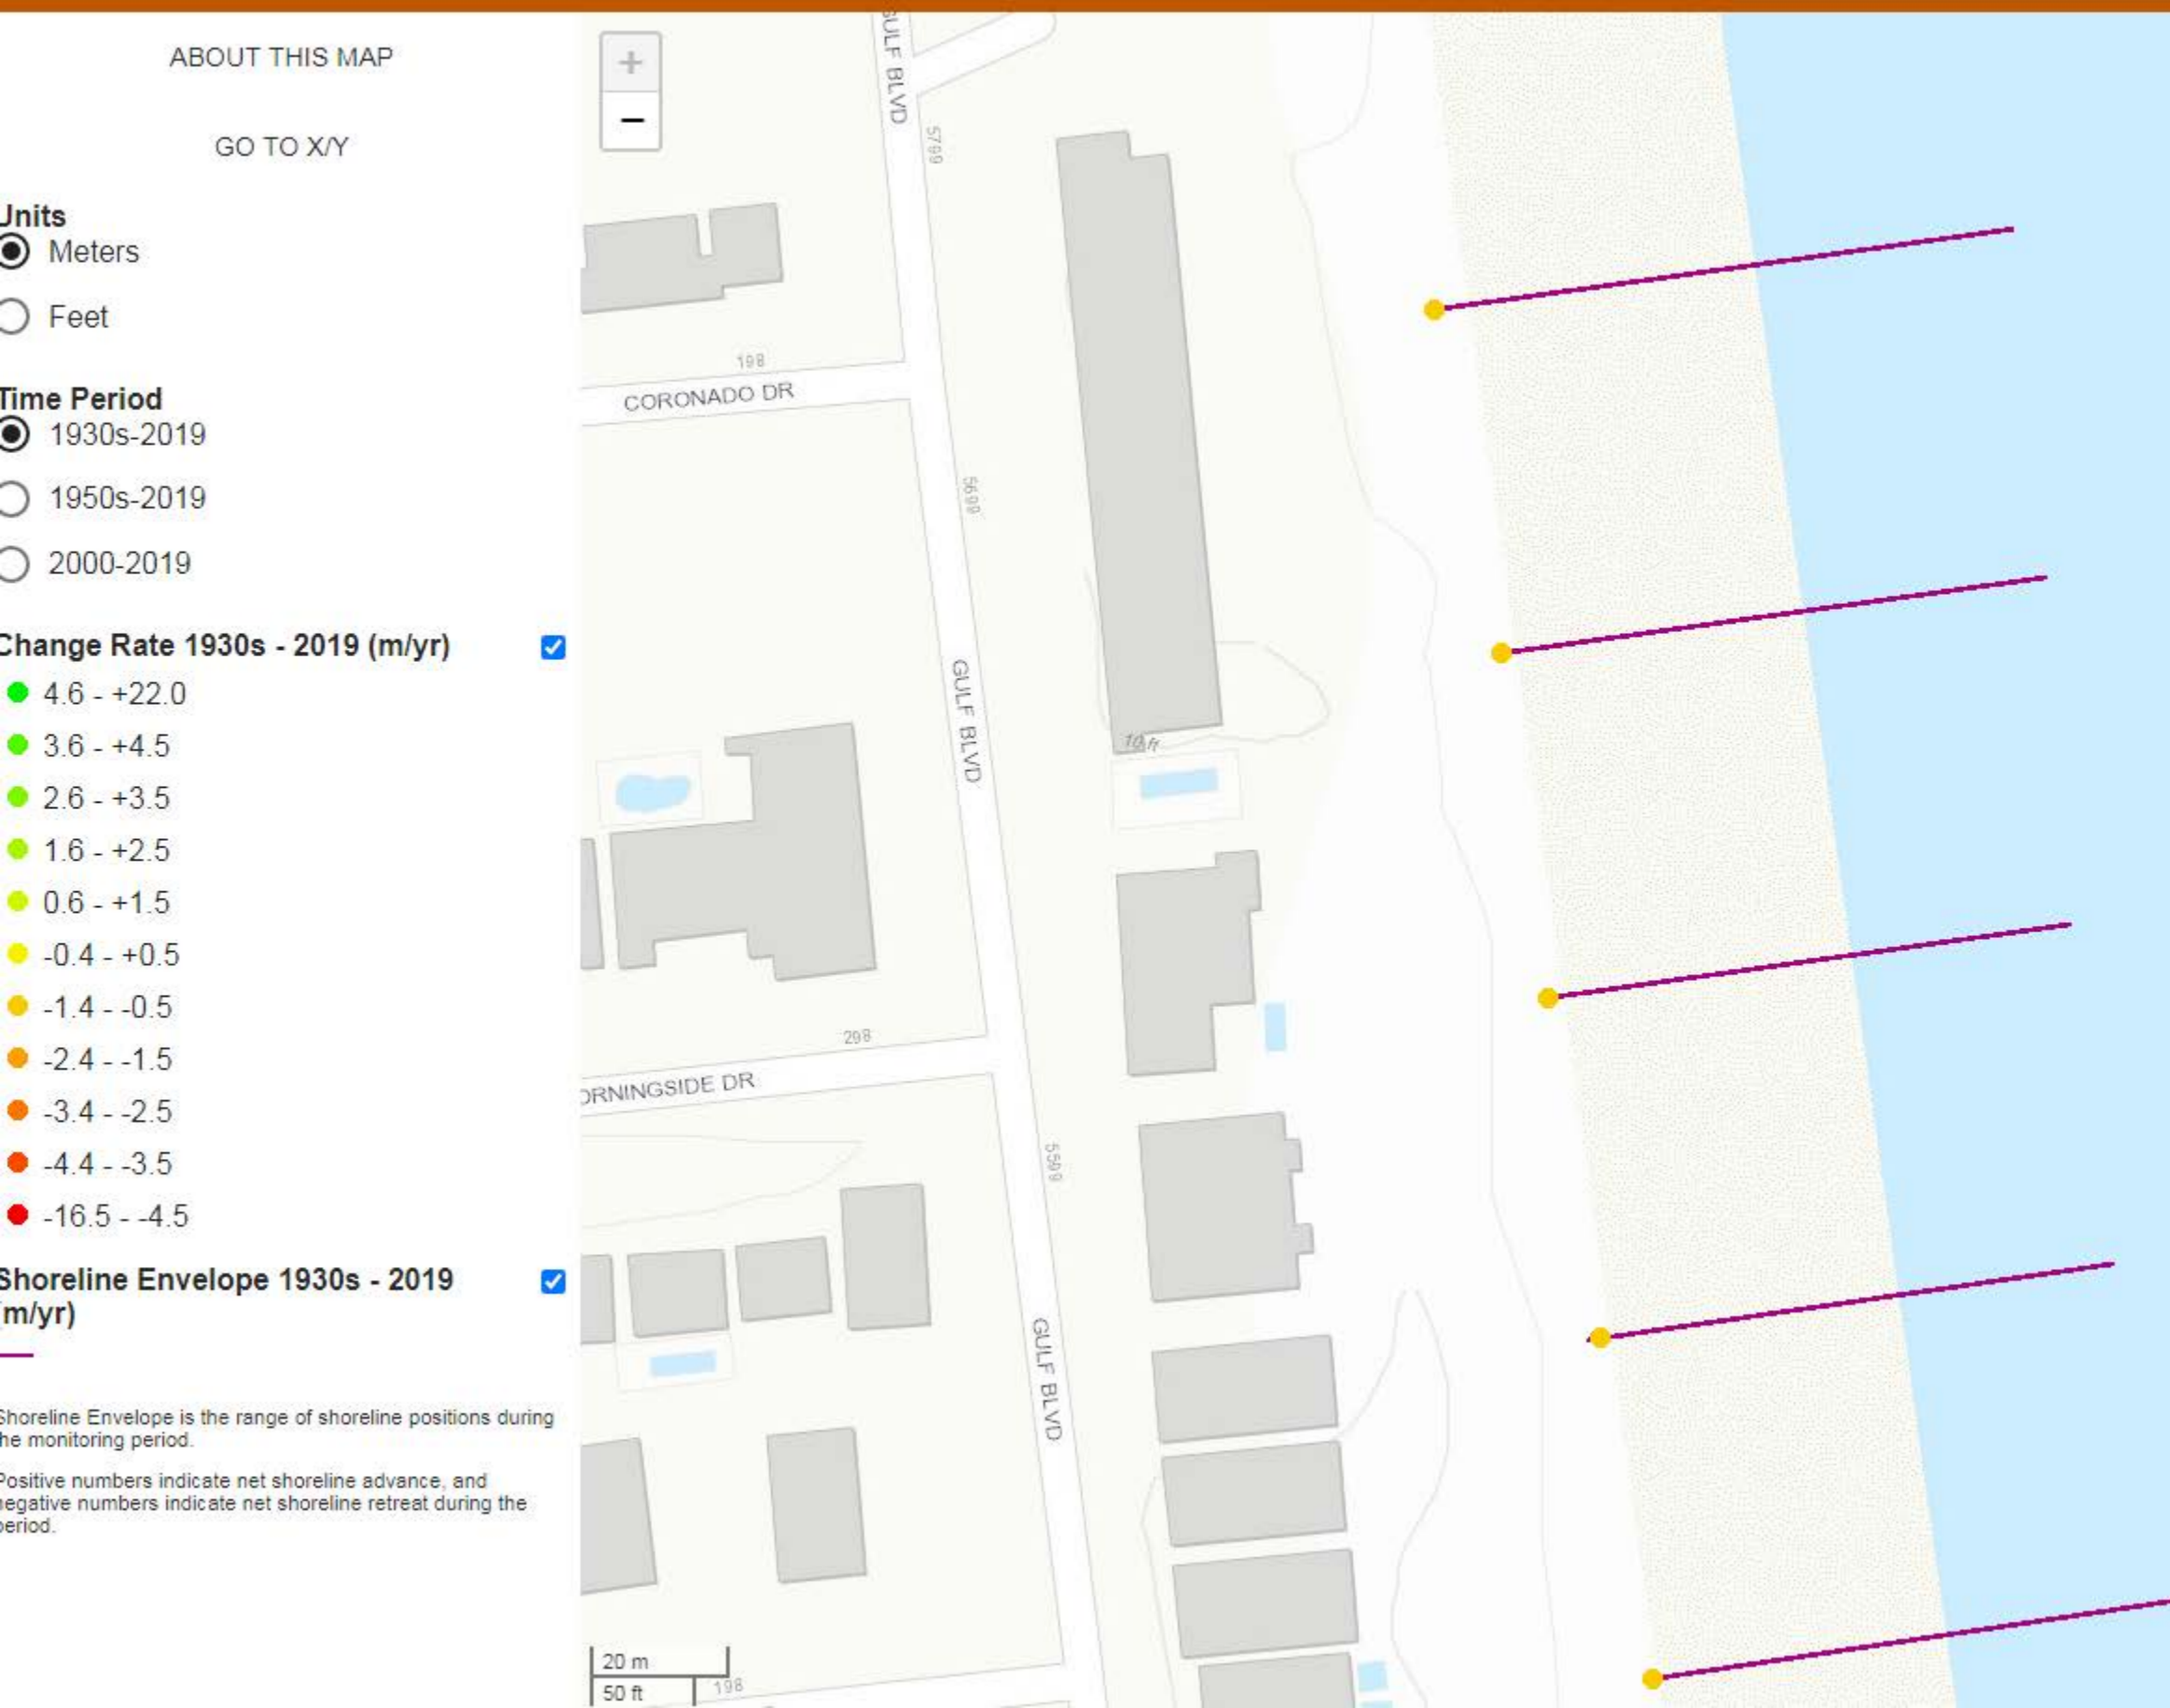 ABOUT THIS MAP
GO TO X/Y
Units
Meters
Feet
Time Period
1930s-2019
1950s-2019
2000-2019
Change Rate 1930s - 2019 (m/yr)
4.6 - +22.0
3.6 - +4.5
2.6 - +3.5
1.6 - +2.5
0.6 - +1.5
-0.4 - +0.5
-1.4 - -0.5
-2.4 - -1.5
-3.4 - -2.5
-4.4 - -3.5
-16.5 - -4.5
Shoreline Envelope 1930s - 2019
(m/yr)
Shoreline Envelope is the range of shoreline positions during
the monitoring period.
Positive numbers indicate net shoreline advance, and
negative numbers indicate net shoreline retreat during the
period.
+
−
GULF BLVD
5799
198
CORONADO DR
5699
GULF BLVD
10 ft
298
ORNINGSIDE DR
5599
GULF BLVD
20 m
50 ft
198